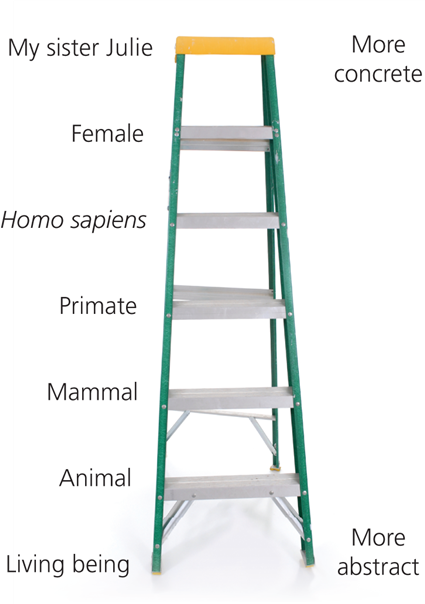 My sister Julie
More
concrete
Female
Homo sapiens
Primate
Mammal
Animal
Living being
More
abstract